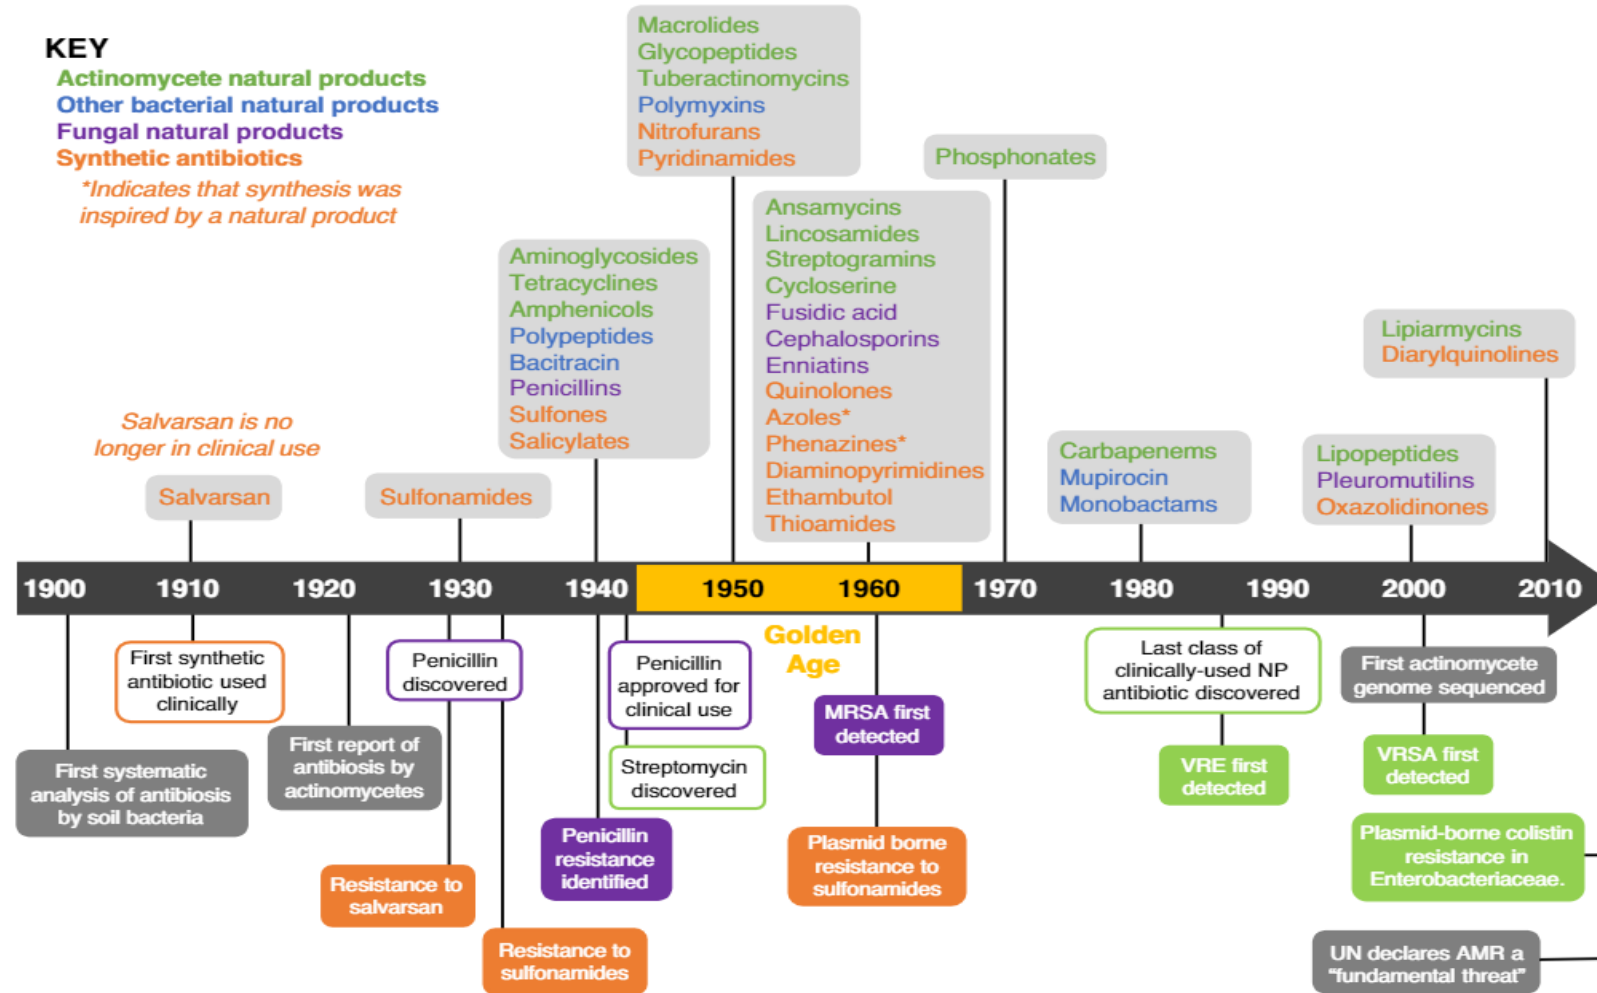 KEY
Actinomycete natural products
Other bacterial natural products
Fungal natural products
Synthetic antibiotics
*Indicates that synthesis was
inspired by a natural product
Salvarsan is no
longer in clinical use
Salvarsan
Sulfonamides
Aminoglycosides
Tetracyclines
Amphenicols
Polypeptides
Bacitracin
Penicillins
Sulfones
Salicylates
Macrolides
Glycopeptides
Tuberactinomycins
Polymyxins
Nitrofurans
Pyridinamides
Ansamycins
Lincosamides
Streptogramins
Cycloserine
Fusidic acid
Cephalosporins
Enniatins
Quinolones
Azoles*
Phenazines*
Diaminopyrimidines
Ethambutol
Thioamides
Phosphonates
Carbapenems
Mupirocin
Monobactams
Lipopeptides
Pleuromutilins
Oxazolidinones
Lipiarmycins
Diarylquinolines
1900 1910 1920 1930 1940 1950 1960 1970 1980 1990 2000 2010
Golden
Age
First systematic
analysis of antibiosis
by soil bacteria
First synthetic
antibiotic used
clinically
First report of
antibiosis by
actinomycetes
Penicillin
discovered
Resistance to
salvarsan
Resistance to
sulfonamides
Penicillin
resistance
identified
Penicillin
approved for
clinical use
Streptomycin
discovered
MRSA first
detected
Plasmid borne
resistance to
sulfonamides
Last class of
clinically-used NP
antibiotic discovered
VRE first
detected
First actinomycete
genome sequenced
VRSA first
detected
Plasmid-borne colistin
resistance in
Enterobacteriaceae.
UN declares AMR a
"fundamental threat"